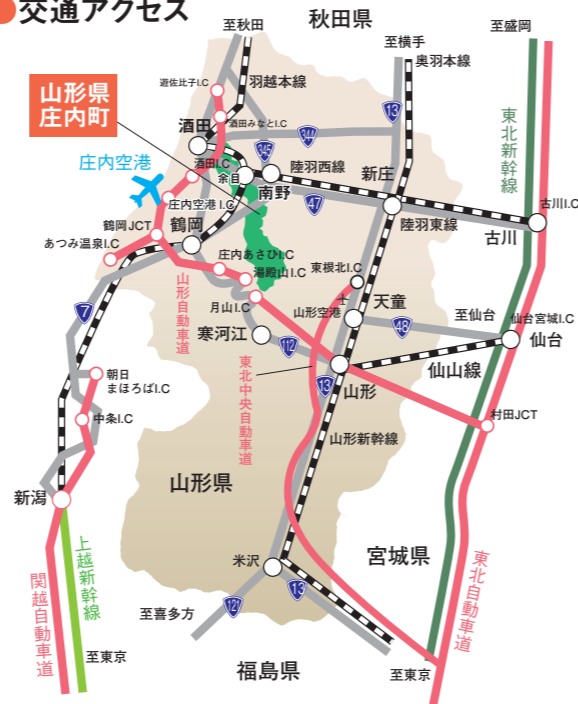 交通アクセス
至秋田
秋田県
至盛岡
至横手
奥羽本線
遊佐比子I.C
羽越本線
山形県
庄内町
酒田
酒田みなとI.C
344
13
345
東北新幹線
酒田I.C
余目
陸羽西線
新庄
庄内空港
南野
47
古川I.C
庄内空港I.C
鶴岡JCT
鶴岡
陸羽東線
古川
あつみ温泉I.C
庄内あさひI.C
湯殿山I.C
東根北I.C
山形自動車道
月山I.C
山形空港
天童
至仙台
仙台宮城I.C
7
48
仙台
寒河江
112
仙山線
朝日
まほろばI.C
東北中央自動車道
13
山形
中条I.C
村田JCT
山形新幹線
山形県
新潟
上越新幹線
米沢
宮城県
東北自動車道
関越自動車道
121
13
至喜多方
至東京
至東京
福島県